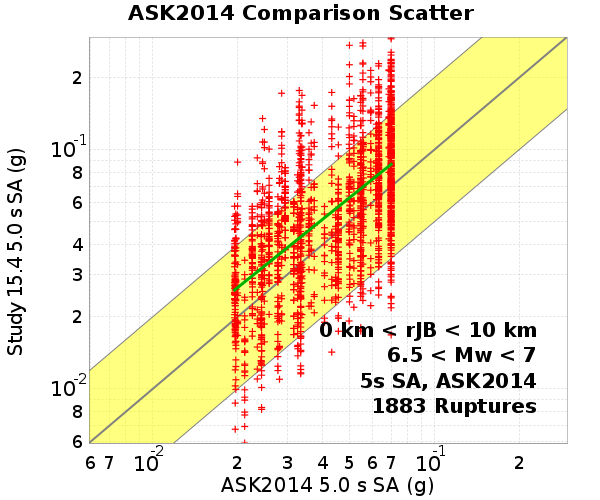 ASK2014 Comparison Scatter
Study 15.4 5.0 s SA (g)
2
10-1
8
6
4
3
2
10-2
8
6
0 km < rJB < 10 km
6.5 < Mw < 7
5s SA, ASK2014
1883 Ruptures
6 7 10-2 2 3 4 5 6 7 10-1 2
ASK2014 5.0 s SA (g)